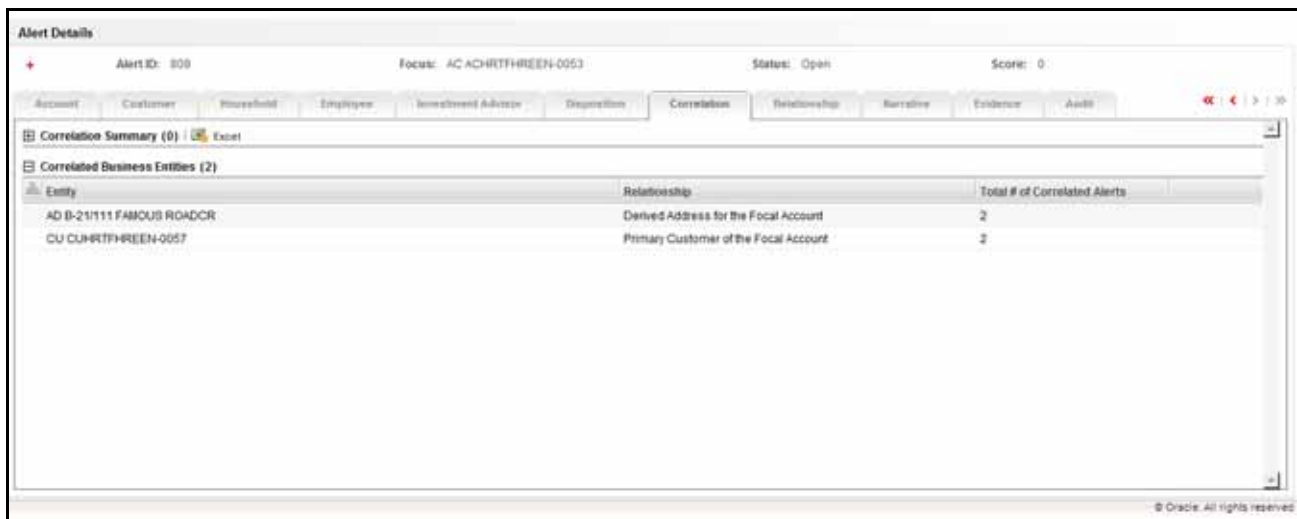 Alert Details
Alert ID: 809 Focus: AC ACHRTFHREEN-0053 Status: Open Score: 0
Account Customer Household Employee Investment Advisor Disposition Correlation Relationship Narrative Evidence Audit
Correlation Summary (0) Excel
Correlated Business Entities (2)
Entity Relationship Total # of Correlated Alerts
AD B-21/111 FAMOUS ROADCR Derived Address for the Focal Account 2
CU CUHRTFHREEN-0057 Primary Customer of the Focal Account 2
© Oracle. All rights reserved